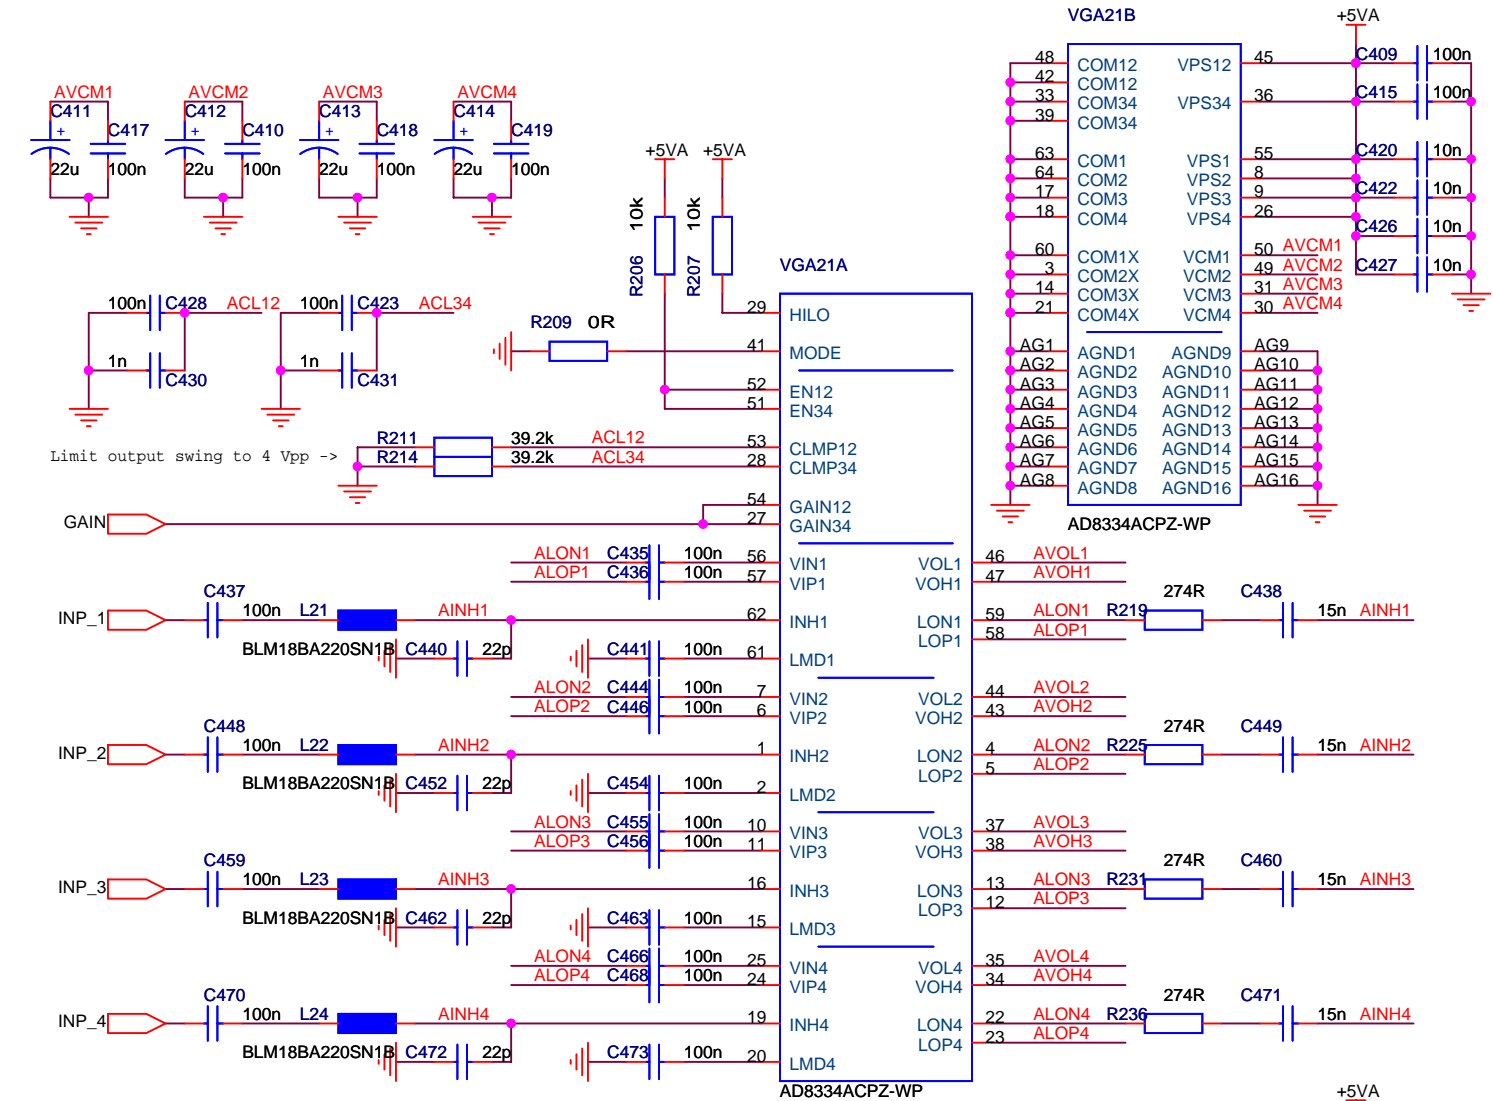 VGA21B
+5VA
48 COM12 VPS12 45 C409 100n
42 COM12
33 COM34 VPS34 36 C415 100n
39 COM34
63 COM1 VPS1 55 C420 10n
64 COM2 VPS2 8
17 COM3 VPS3 9 C422 10n
18 COM4 VPS4 26 C426 10n
60 COM1X VCM1 50 AVCM1
3 COM2X VCM2 49 AVCM2 C427 10n
14 COM3X VCM3 31 AVCM3
21 COM4X VCM4 30 AVCM4
AG1 AGND1 AGND9 AG9
AG2 AGND2 AGND10 AG10
AG3 AGND3 AGND11 AG11
AG4 AGND4 AGND12 AG12
AG5 AGND5 AGND13 AG13
AG6 AGND6 AGND14 AG14
AG7 AGND7 AGND15 AG15
AG8 AGND8 AGND16 AG16
AD8334ACPZ-WP
AVCM1 AVCM2 AVCM3 AVCM4
C411 C412 C413 C414
+ C417 + C410 + C418 + C419
22u 100n 22u 100n 22u 100n 22u 100n
+5VA +5VA
10k 10k
R206 R207
100n C428 ACL12 100n C423 ACL34
1n C430 1n C431
VGA21A
29 HILO
R209 0R 41 MODE
52 EN12
51 EN34
R211 39.2k ACL12 53 CLMP12
Limit output swing to 4 Vpp -> R214 39.2k ACL34 28 CLMP34
54 GAIN12
GAIN 27 GAIN34
ALON1 C435 100n 56 VIN1 VOL1 46 AVOL1
ALOP1 C436 100n 57 VIP1 VOH1 47 AVOH1
C437 274R C438
INP_1 100n L21 AINH1 62 INH1 LON1 59 ALON1 R219 15n AINH1
LOP1 58 ALOP1
BLM18BA220SN1B C440 22p C441 100n 61 LMD1
ALON2 C444 100n 7 VIN2 VOL2 44 AVOL2
ALOP2 C446 100n 6 VIP2 VOH2 43 AVOH2
C448 274R C449
INP_2 100n L22 AINH2 1 INH2 LON2 4 ALON2 R225 15n AINH2
LOP2 5 ALOP2
BLM18BA220SN1B C452 22p C454 100n 2 LMD2
ALON3 C455 100n 10 VIN3 VOL3 37 AVOL3
ALOP3 C456 100n 11 VIP3 VOH3 38 AVOH3
C459 274R C460
INP_3 100n L23 AINH3 16 INH3 LON3 13 ALON3 R231 15n AINH3
LOP3 12 ALOP3
BLM18BA220SN1B C462 22p C463 100n 15 LMD3
ALON4 C466 100n 25 VIN4 VOL4 35 AVOL4
ALOP4 C468 100n 24 VIP4 VOH4 34 AVOH4
C470 274R C471
INP_4 100n L24 AINH4 19 INH4 LON4 22 ALON4 R236 15n AINH4
LOP4 23 ALOP4
BLM18BA220SN1B C472 22p C473 100n 20 LMD4
AD8334ACPZ-WP
+5VA